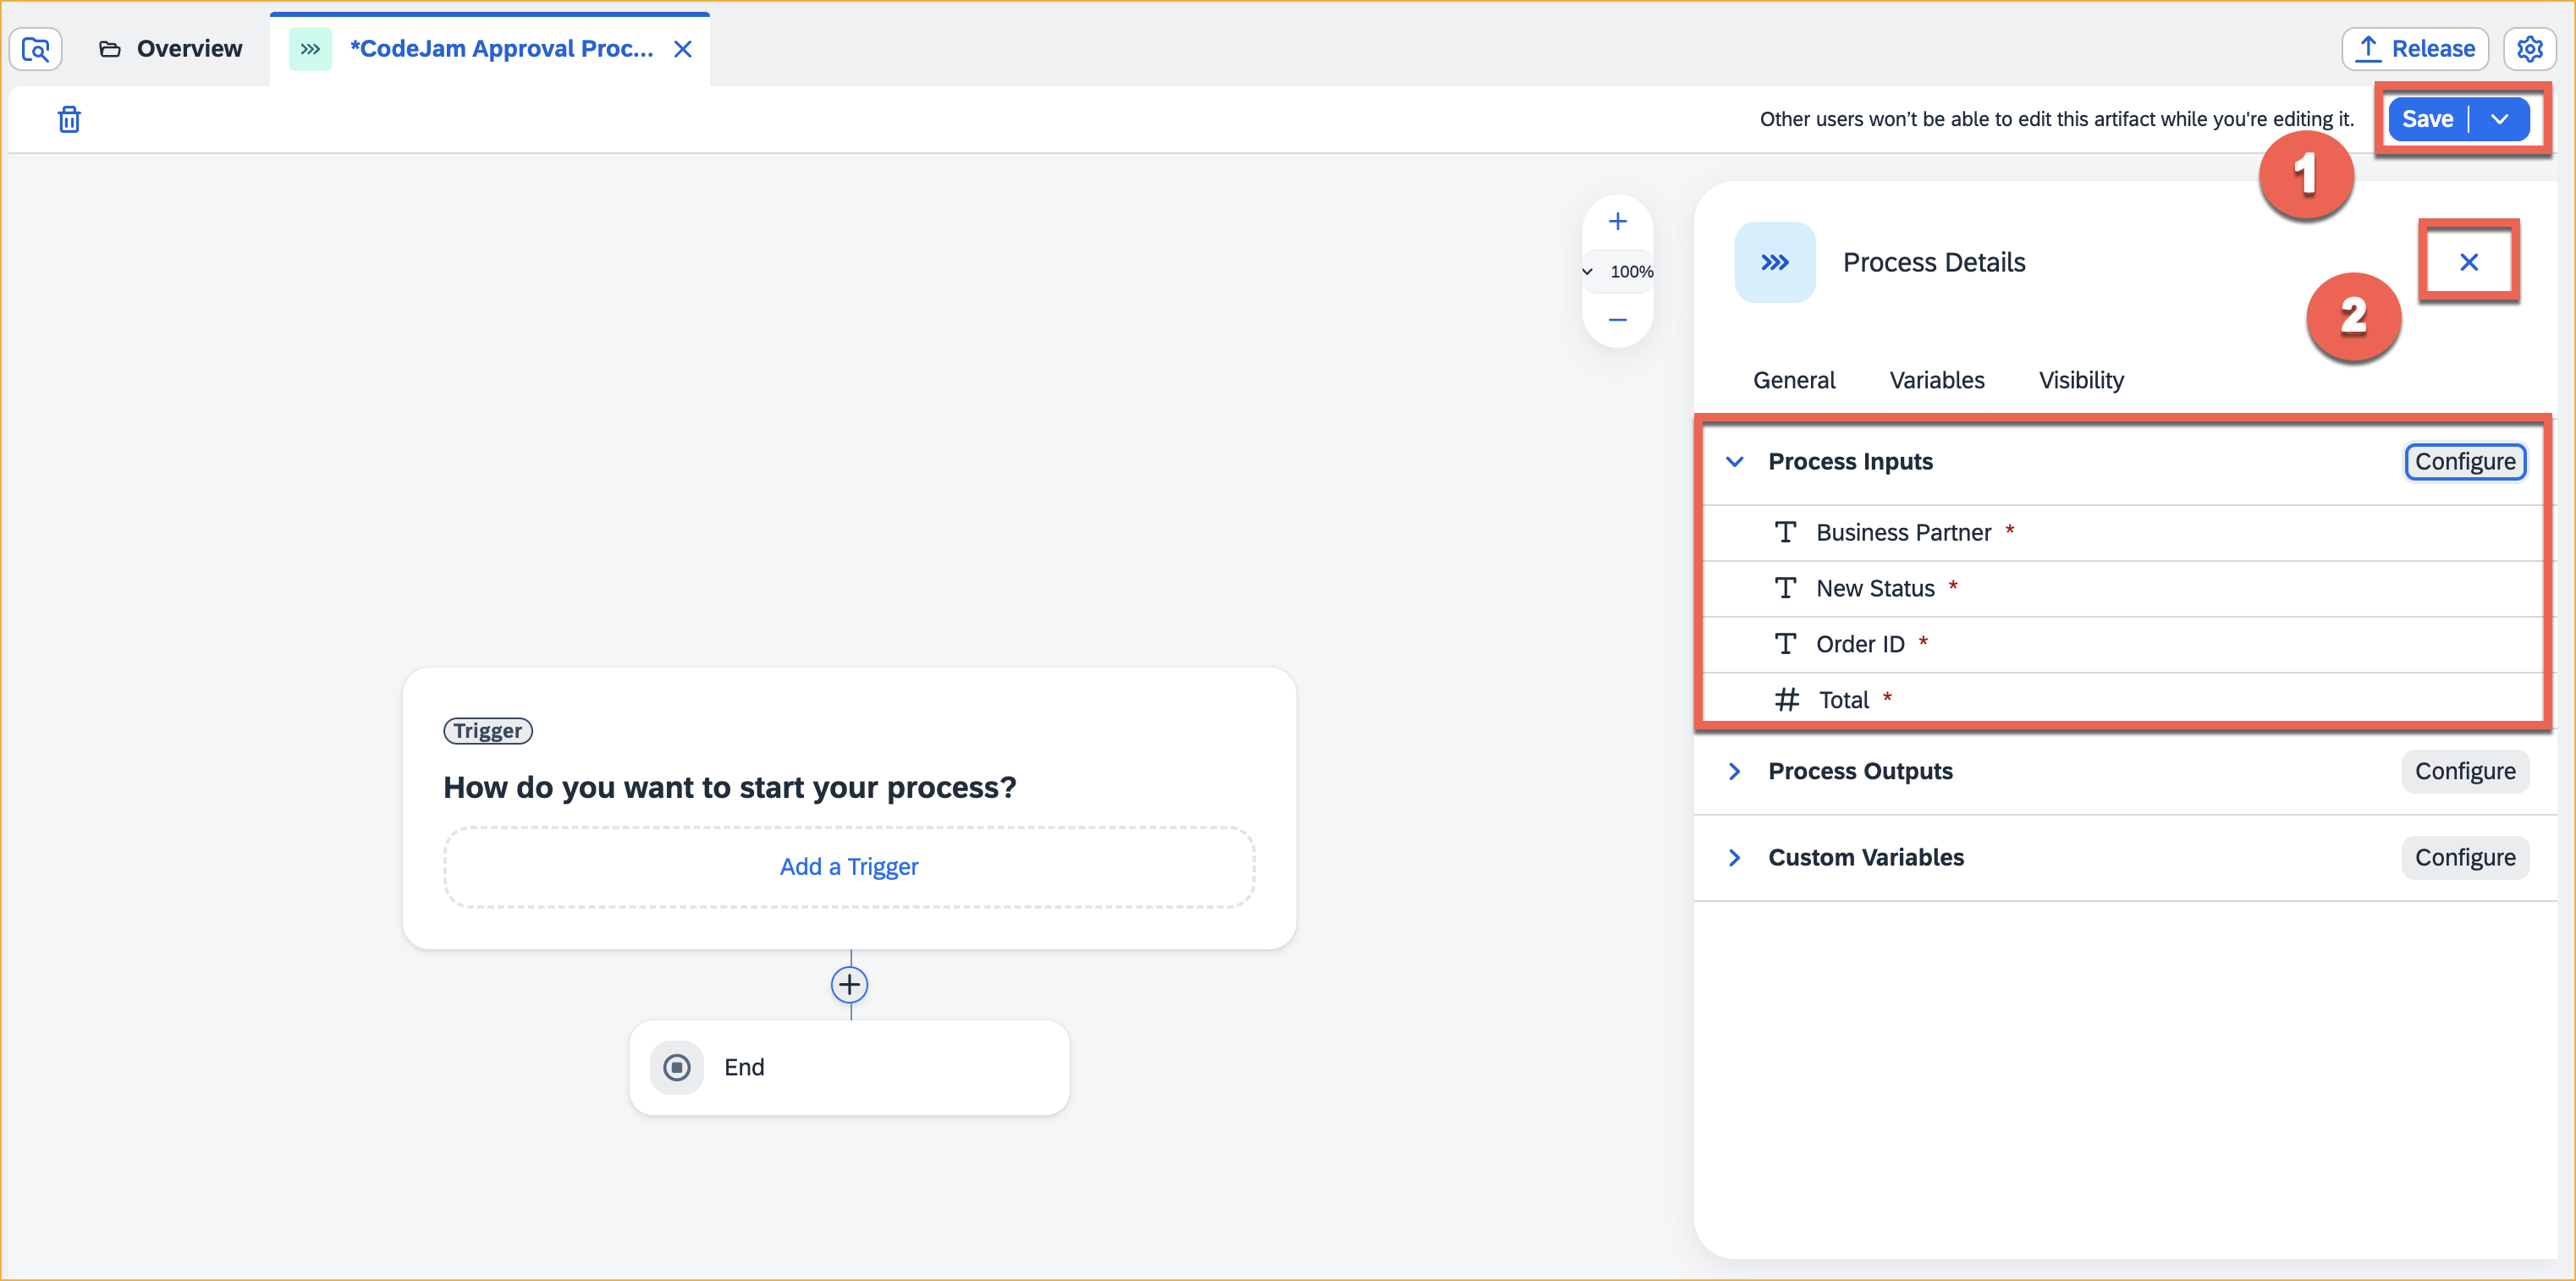 Overview
*CodeJam Approval Proc...
Release
Other users won't be able to edit this artifact while you're editing it.
Save
1
100%
Process Details
2
General Variables Visibility
Process Inputs Configure
Business Partner *
New Status *
Order ID *
# Total *
Process Outputs Configure
Custom Variables Configure
Trigger
How do you want to start your process?
Add a Trigger
End